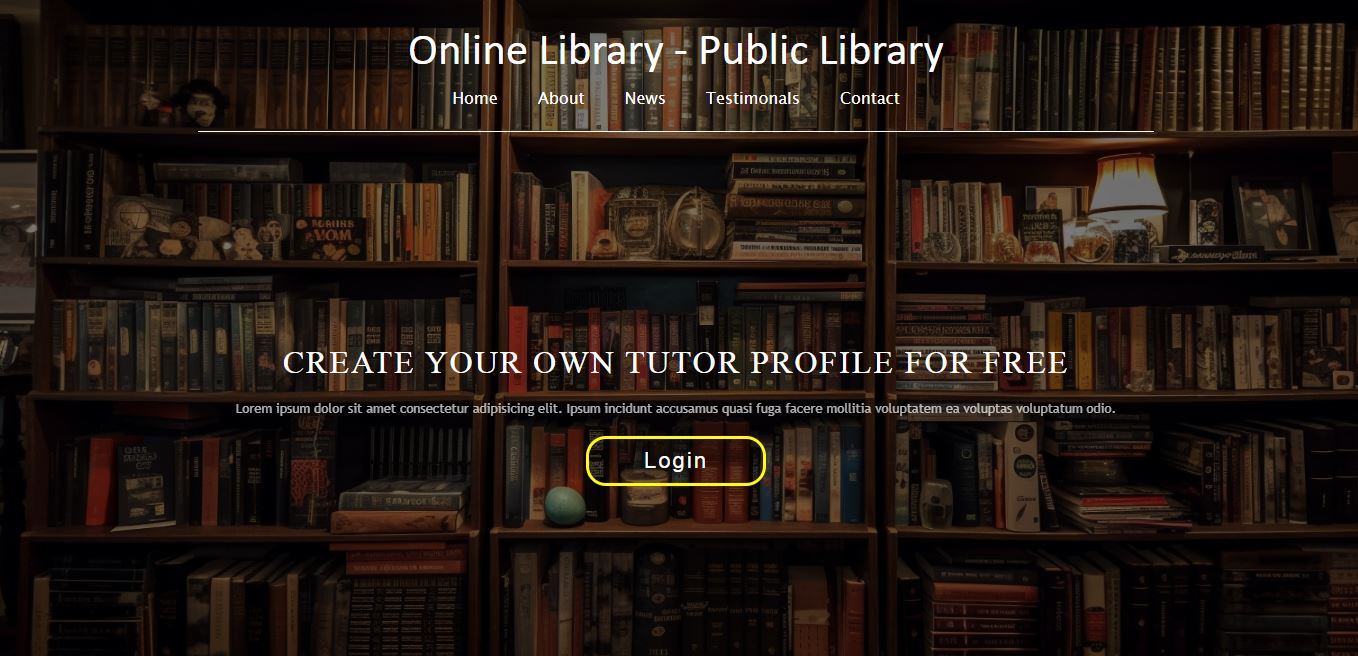 Online Library - Public Library
Home About News Testimonals Contact
CREATE YOUR OWN TUTOR PROFILE FOR FREE
Lorem ipsum dolor sit amet consectetur adipisicing elit. Ipsum incidunt accusamus quasi fuga facere mollitia voluptatem ea voluptas voluptatum odio.
Login